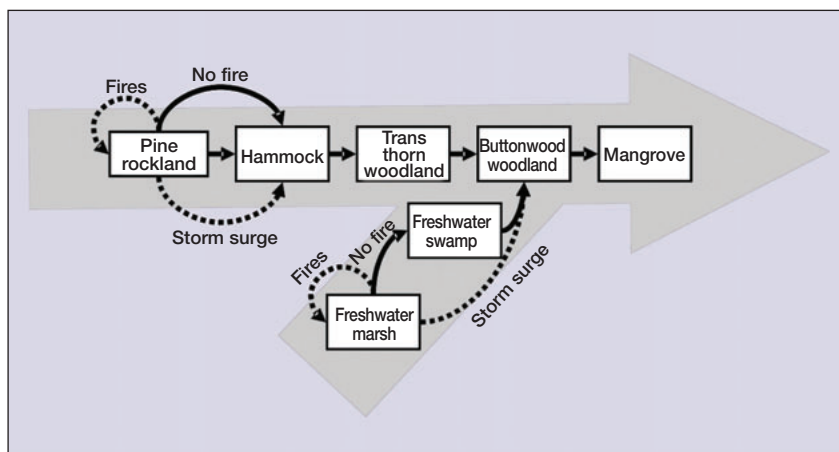 Fires
No fire
Pine
rockland
Hammock
Trans
thorn
woodland
Buttonwood
woodland
Mangrove
Storm surge
Freshwater
swamp
Fires
No fire
Storm surge
Freshwater
marsh